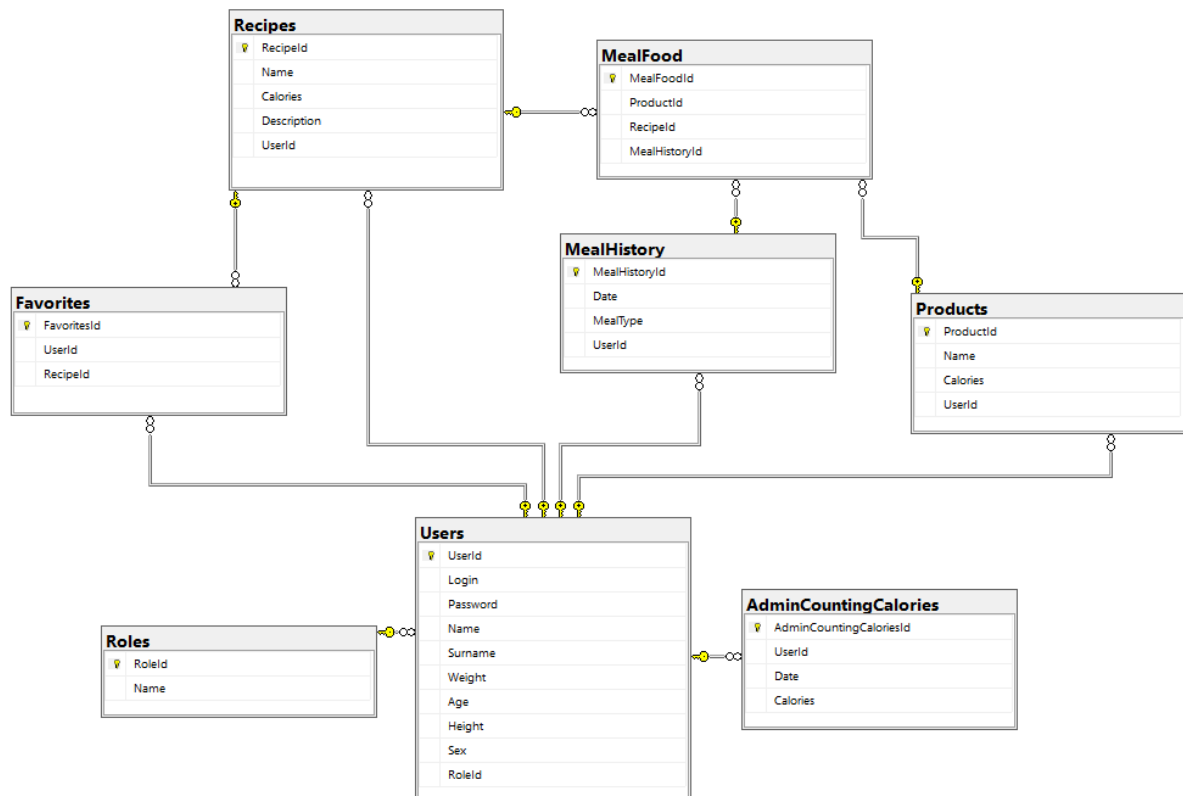 Recipes
RecipeId
Name
Calories
Description
UserId
MealFood
MealFoodId
ProductId
RecipeId
MealHistoryId
MealHistory
MealHistoryId
Date
MealType
UserId
Favorites
FavoritesId
UserId
RecipeId
Products
ProductId
Name
Calories
UserId
Users
UserId
Login
Password
Name
Surname
Weight
Age
Height
Sex
RoleId
Roles
RoleId
Name
AdminCountingCalories
AdminCountingCaloriesId
UserId
Date
Calories